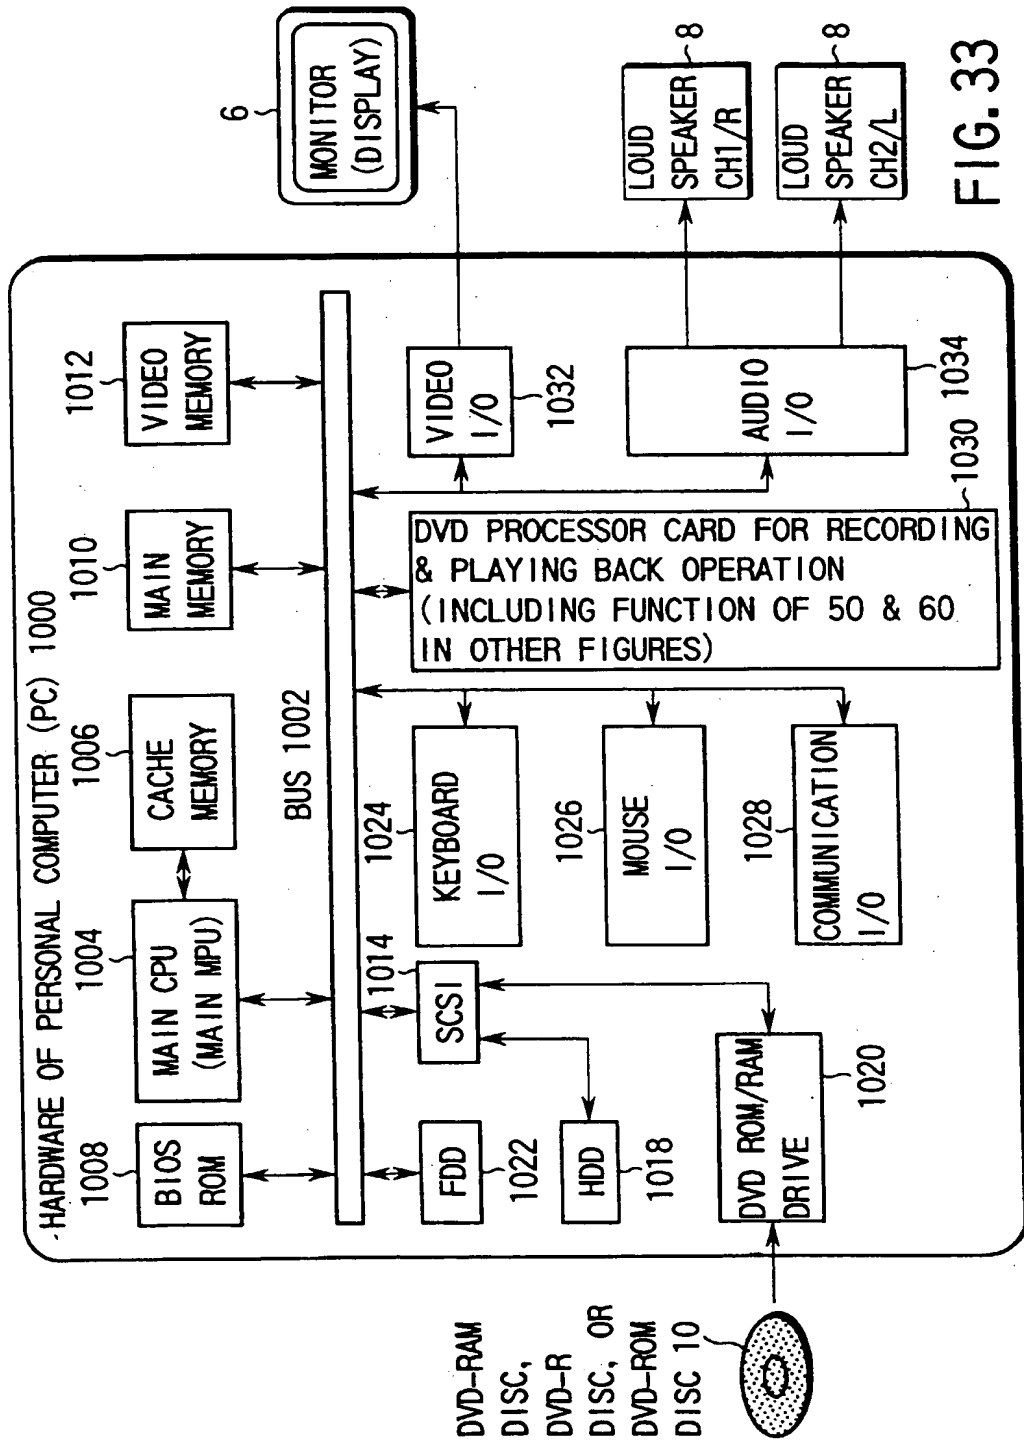 HARDWARE OF PERSONAL COMPUTER (PC) 1000
1008
BIOS
ROM
1004
MAIN CPU
(MAIN MPU)
1006
CACHE
MEMORY
1010
MAIN
MEMORY
1012
VIDEO
MEMORY
6
MONITOR
(DISPLAY)
BUS 1002
FDD
1022
HDD
1018
1014
SCSI
DVD ROM/RAM
DRIVE
1020
DVD-RAM
DISC,
DVD-R
DISC, OR
DVD-ROM
DISC 10
1024
KEYBOARD
I/O
1026
MOUSE
I/O
1028
COMMUNICATION
I/O
DVD PROCESSOR CARD FOR RECORDING
& PLAYING BACK OPERATION
(INCLUDING FUNCTION OF 50 & 60
IN OTHER FIGURES)
1030
VIDEO
I/O
1032
AUDIO
I/O
1034
LOUD
SPEAKER
CH1/R
8
LOUD
SPEAKER
CH2/L
8
FIG. 33